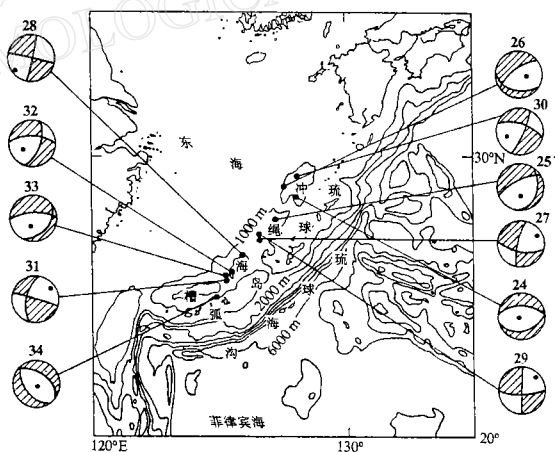 OLOGICA
28
26
32
30
东 海
30°N
25
33
冲 绳 海 槽
琉 球 岛 弧
1000 m
27
2000 m
琉 球 海 沟
6000 m
31
24
34
29
菲律宾海
120°E
130°
20°